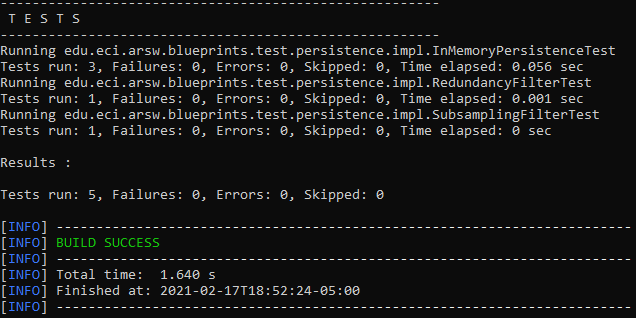 -------------------------------------------------------
 T E S T S
-------------------------------------------------------
Running edu.eci.arsw.blueprints.test.persistence.impl.InMemoryPersistenceTest
Tests run: 3, Failures: 0, Errors: 0, Skipped: 0, Time elapsed: 0.056 sec
Running edu.eci.arsw.blueprints.test.persistence.impl.RedundancyFilterTest
Tests run: 1, Failures: 0, Errors: 0, Skipped: 0, Time elapsed: 0.001 sec
Running edu.eci.arsw.blueprints.test.persistence.impl.SubsamplingFilterTest
Tests run: 1, Failures: 0, Errors: 0, Skipped: 0, Time elapsed: 0 sec

Results :

Tests run: 5, Failures: 0, Errors: 0, Skipped: 0

[INFO] ------------------------------------------------------------------------
[INFO] BUILD SUCCESS
[INFO] ------------------------------------------------------------------------
[INFO] Total time:  1.640 s
[INFO] Finished at: 2021-02-17T18:52:24-05:00
[INFO] ------------------------------------------------------------------------